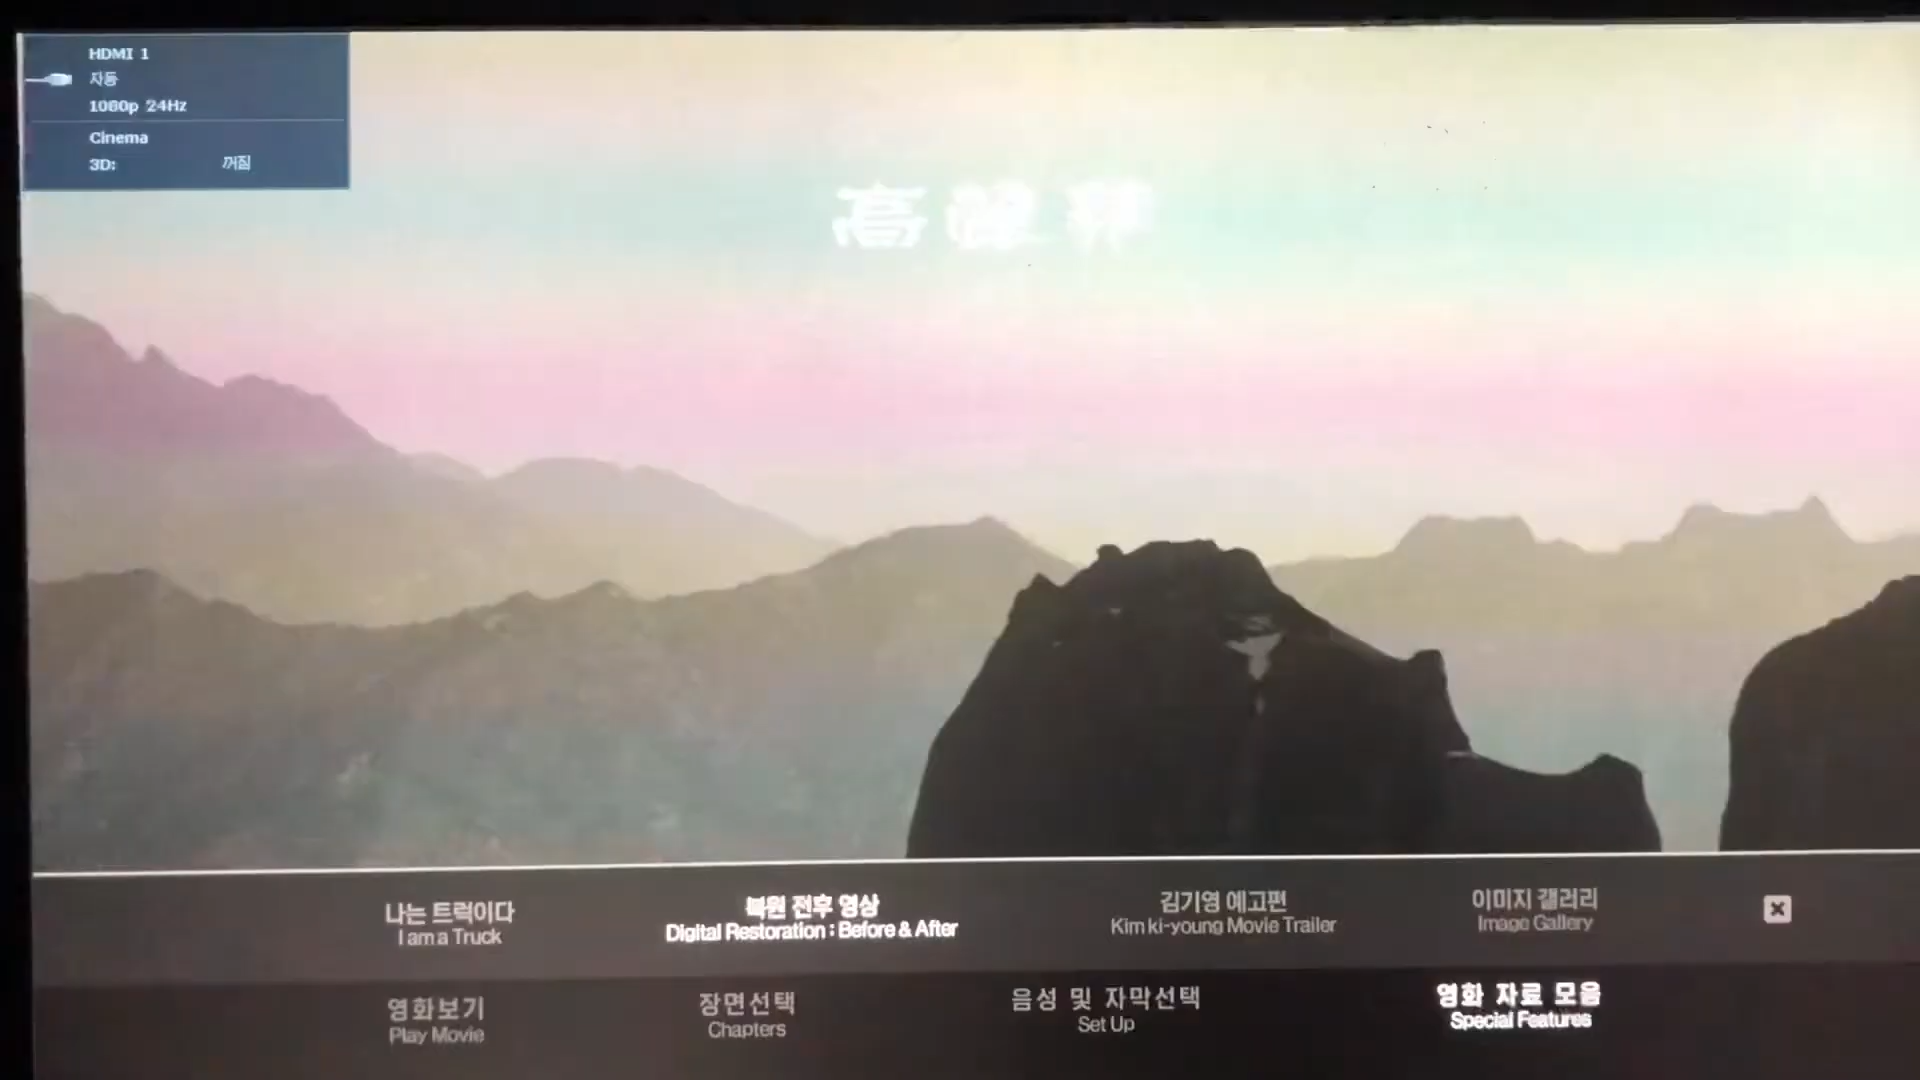 HDMI 1
자동
1080p 24Hz
Cinema
3D: 꺼짐
高麗葬
나는 트럭이다
I am a Truck
복원 전후 영상
Digital Restoration : Before & After
김기영 예고편
Kim ki-young Movie Trailer
이미지 갤러리
Image Gallery
영화보기
Play Movie
장면선택
Chapters
음성 및 자막선택
Set Up
영화 자료 모음
Special Features